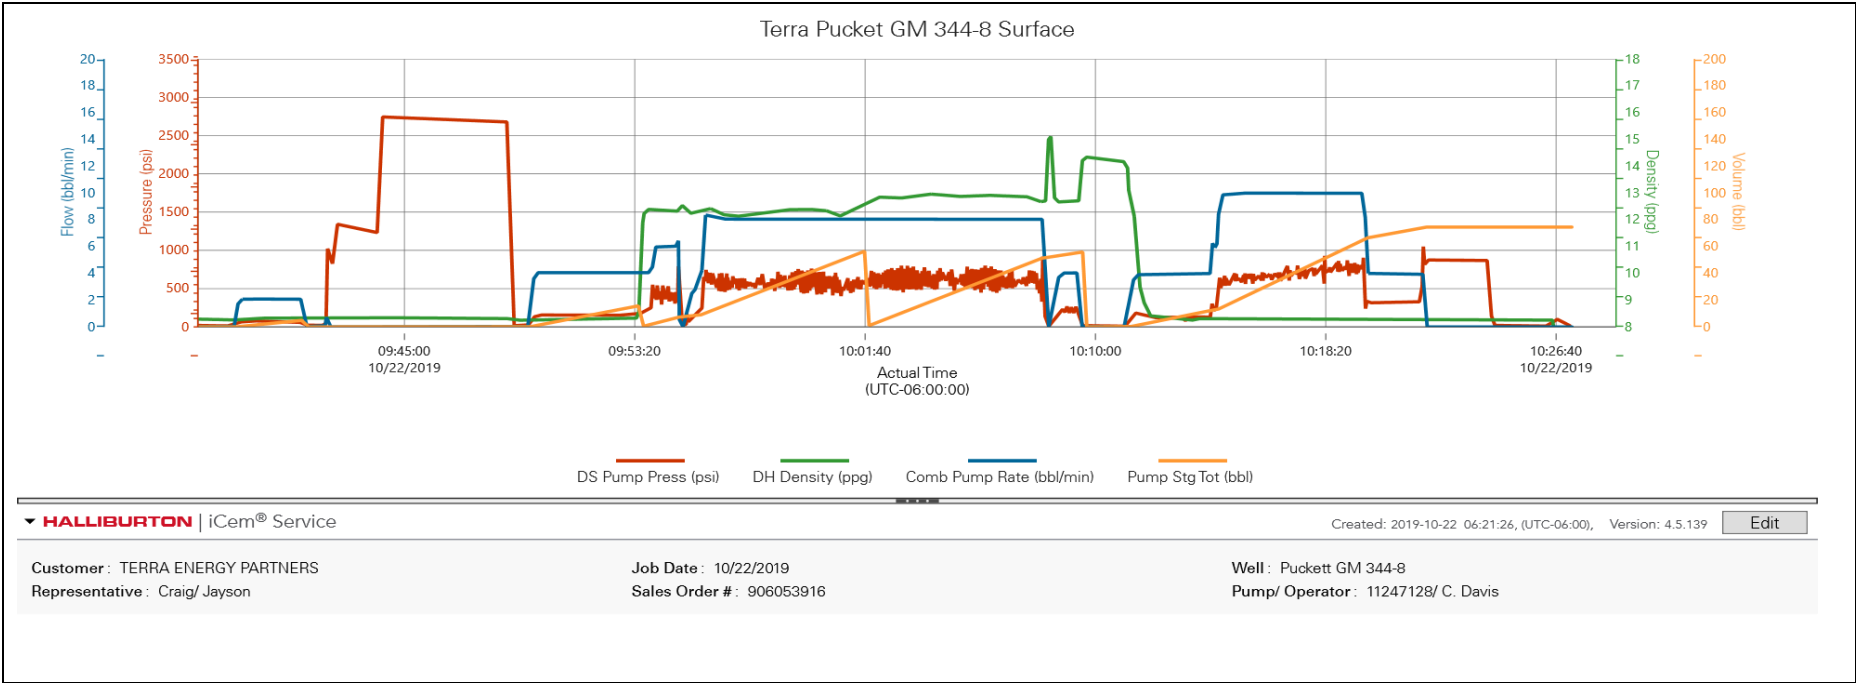 Terra Pucket GM 344-8 Surface
20 18 16 14 12 10 8 6 4 2 0
Flow (bbl/min)
3500 3000 2500 2000 1500 1000 500 0
Pressure (psi)
18 17 16 15 14 13 12 11 10 9 8
Density (ppg)
200 180 160 140 120 100 80 60 40 20 0
Volume (bbl)
09:45:00 09:53:20 10:01:40 10:10:00 10:18:20 10:26:40
10/22/2019 10/22/2019
Actual Time
(UTC-06:00:00)
DS Pump Press (psi) DH Density (ppg) Comb Pump Rate (bbl/min) Pump Stg Tot (bbl)
HALLIBURTON | iCem® Service Created: 2019-10-22 06:21:26, (UTC-06:00), Version: 4.5.139 Edit
Customer : TERRA ENERGY PARTNERS Job Date : 10/22/2019 Well : Puckett GM 344-8
Representative : Craig/ Jayson Sales Order # : 906053916 Pump/ Operator : 11247128/ C. Davis